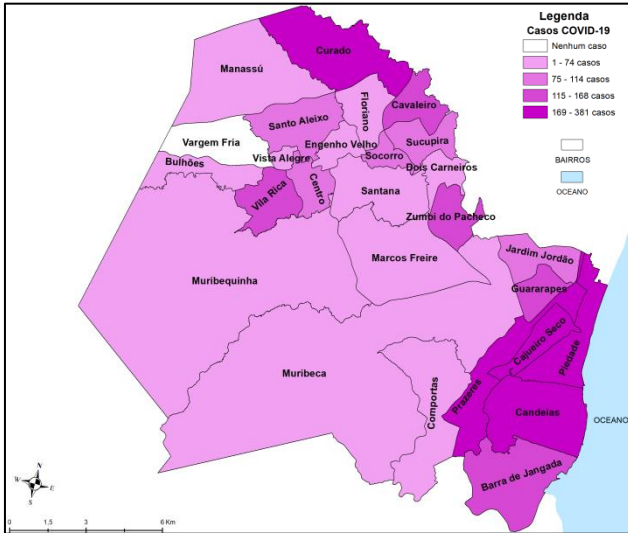 Legenda
Casos COVID-19
Nenhum caso
1 - 74 casos
75 - 114 casos
115 - 168 casos
169 - 381 casos
BAIRROS
OCEANO
Curado
Manassú
Floriano
Cavaleiro
Santo Aleixo
Vargem Fria
Engenho Velho
Sucupira
Vista Alegre
Socorro
Bulhões
Dois Carneiros
Vila Rica
Centro
Santana
Zumbi do Pacheco
Marcos Freire
Jardim Jordão
Muribequinha
Guararapes
Cajueiro Seco
Piedade
Muribeca
Comportas
Prazeres
Candeias
OCEANO
Barra de Jangada
N
W E
S
0 1,5 3 6 Km